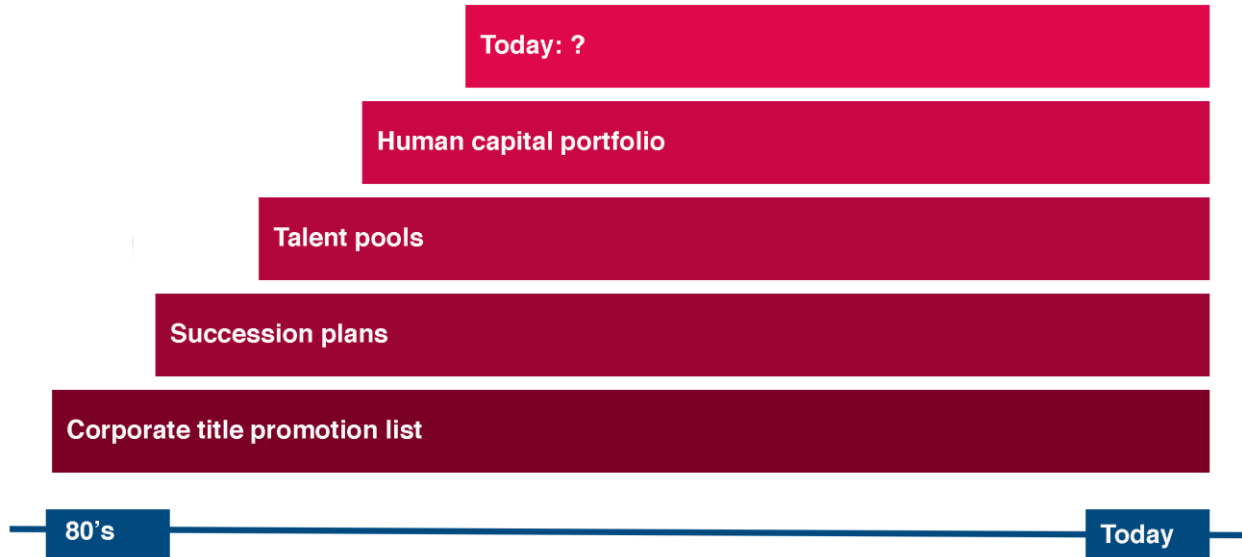 Today: ?
Human capital portfolio
Talent pools
Succession plans
Corporate title promotion list
80's
Today